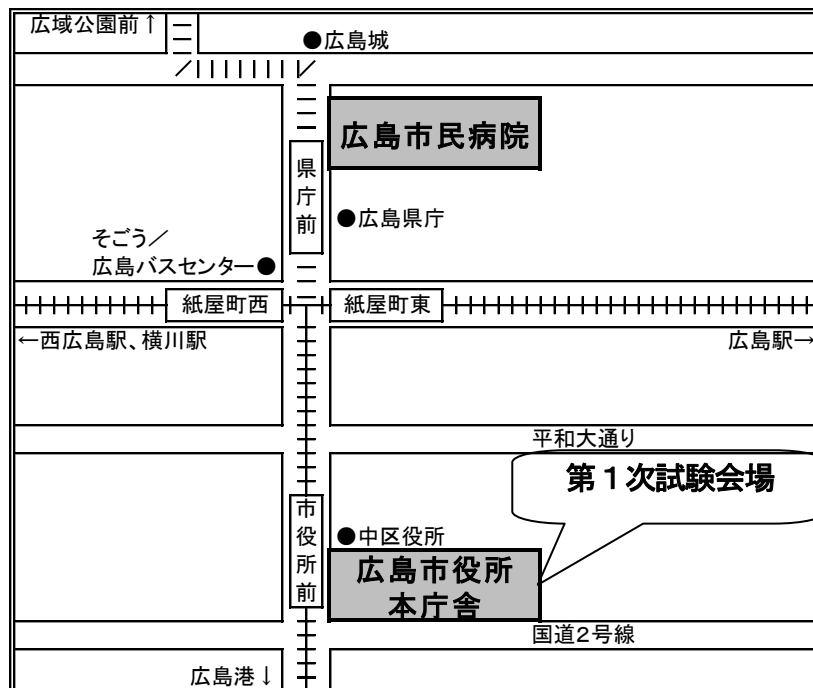 広域公園前↑
●広島城
広島市民病院
県庁前
●広島県庁
そごう／
広島バスセンター●
紙屋町西
紙屋町東
←西広島駅、横川駅
広島駅→
平和大通り
第１次試験会場
市役所前
●中区役所
広島市役所
本庁舎
国道２号線
広島港↓